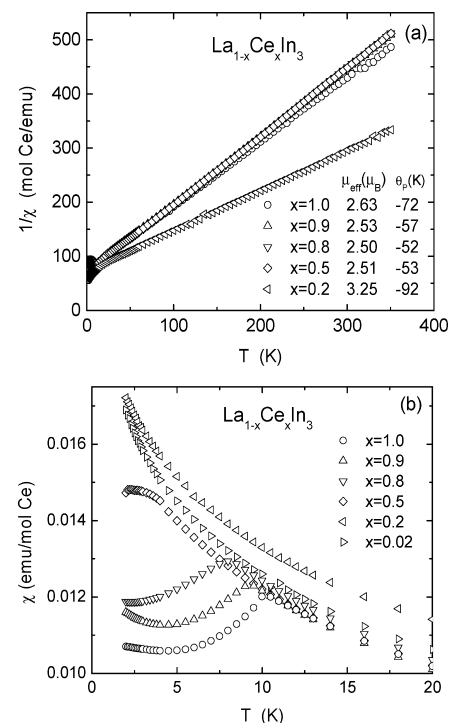 (a)
La1-xCexIn3
500
400
300
200
100
0
1/χ (mol Ce/emu)
μeff(μB) θP(K)
x=1.0 2.63 -72
x=0.9 2.53 -57
x=0.8 2.50 -52
x=0.5 2.51 -53
x=0.2 3.25 -92
0 100 200 300 400
T (K)
(b)
La1-xCexIn3
0.016
0.014
0.012
0.010
χ (emu/mol Ce)
x=1.0
x=0.9
x=0.8
x=0.5
x=0.2
x=0.02
0 5 10 15 20
T (K)